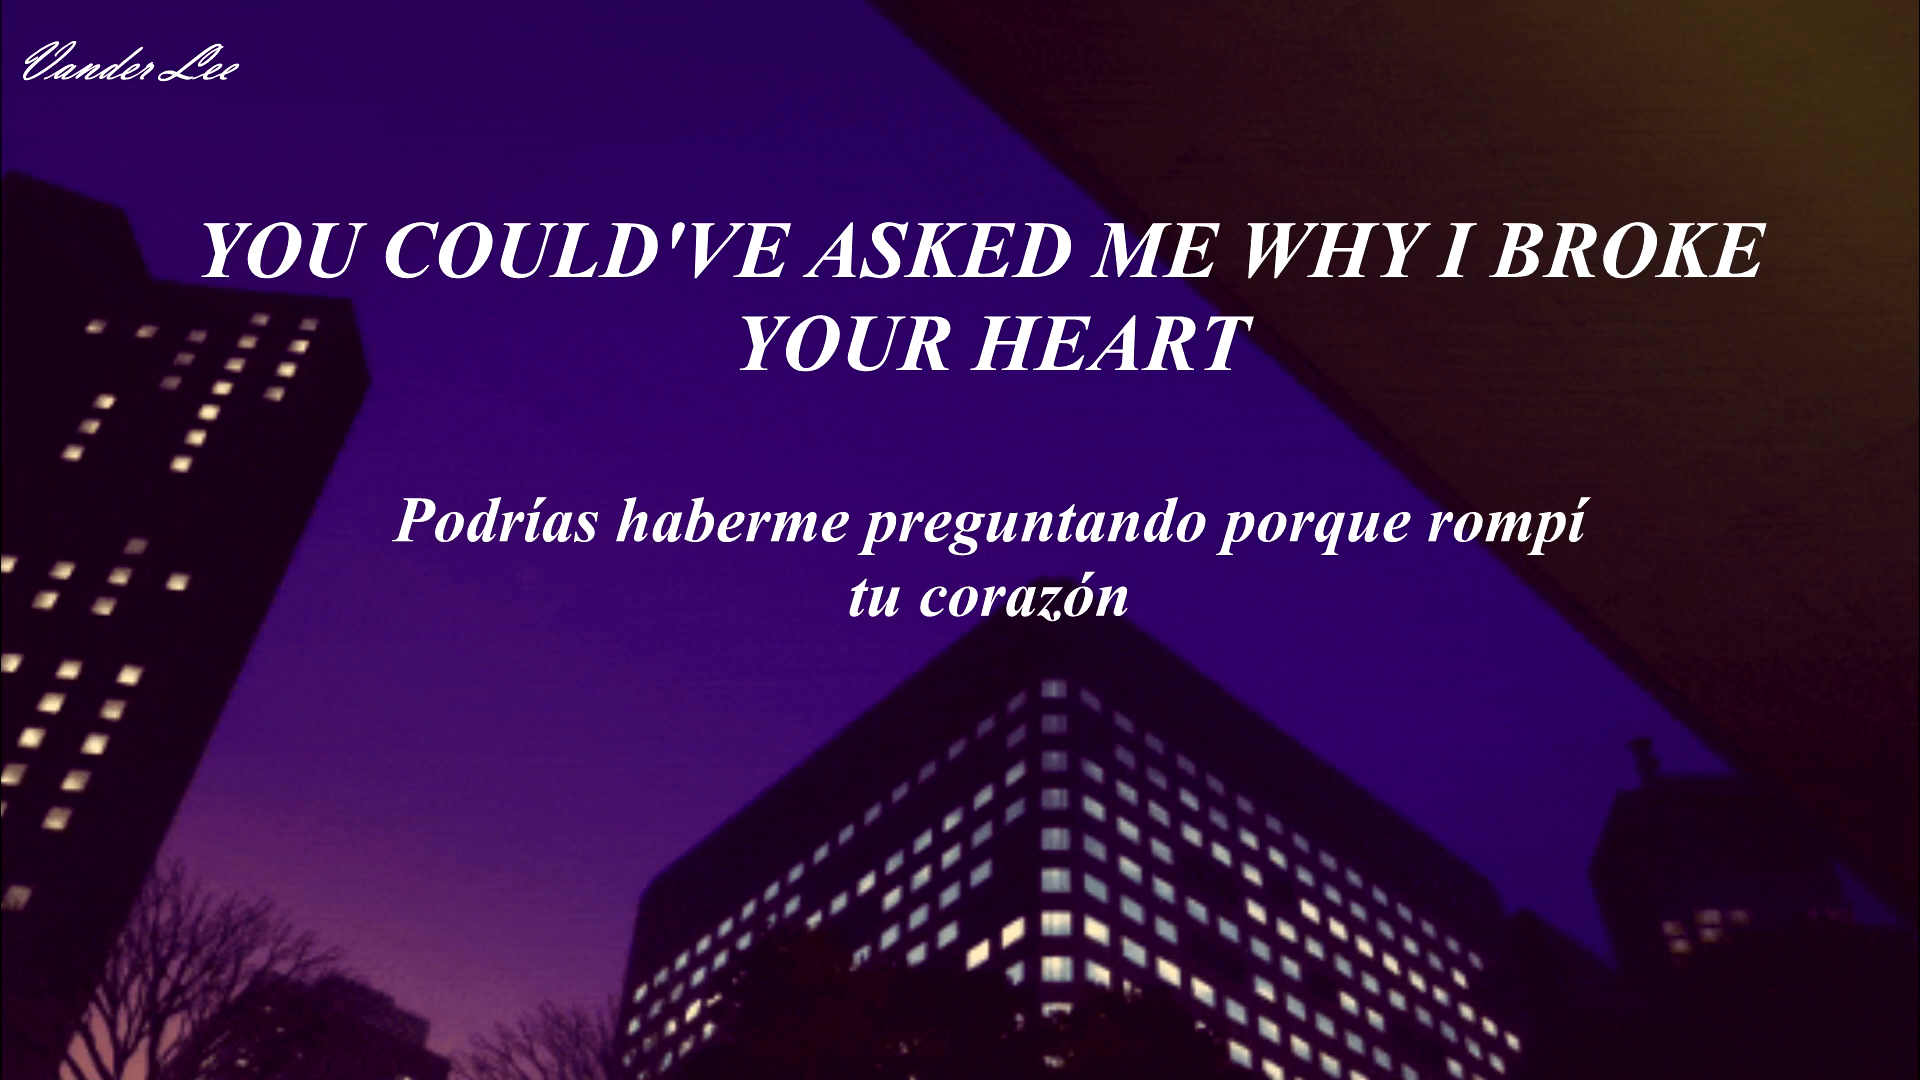 Vander Lee
YOU COULD'VE ASKED ME WHY I BROKE
YOUR HEART
Podrías haberme preguntando porque rompí
tu corazón